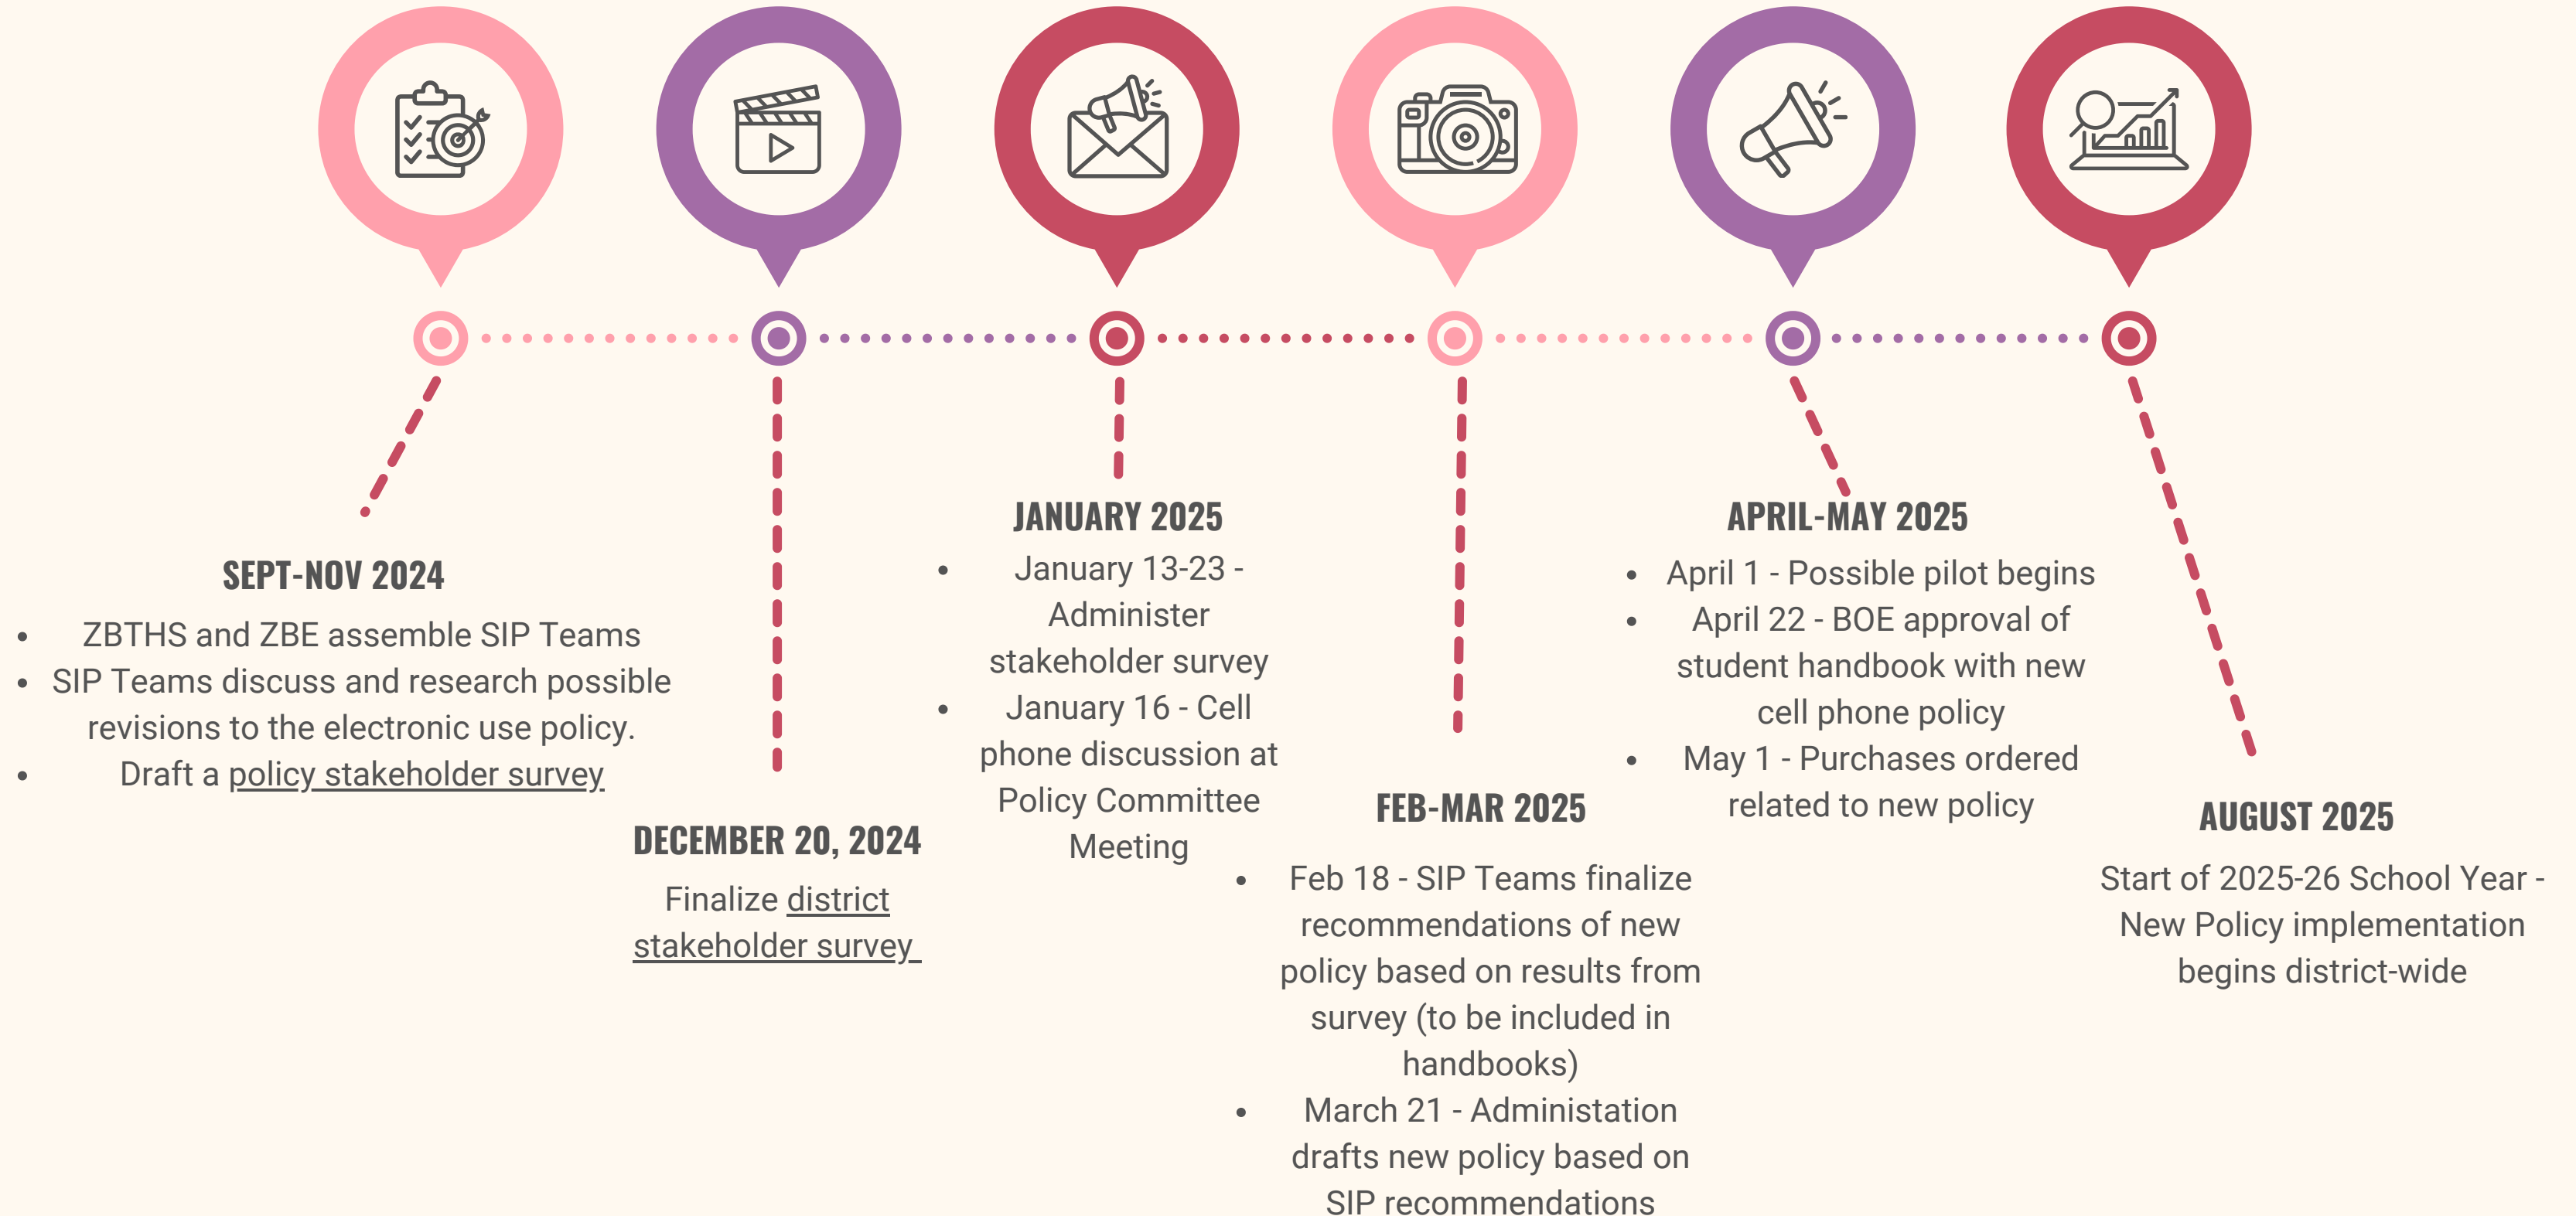 SEPT-NOV 2024
• ZBTHS and ZBE assemble SIP Teams
• SIP Teams discuss and research possible
revisions to the electronic use policy.
• Draft a policy stakeholder survey
DECEMBER 20, 2024
Finalize district
stakeholder survey
JANUARY 2025
• January 13-23 -
Administer
stakeholder survey
• January 16 - Cell
phone discussion at
Policy Committee
Meeting
FEB-MAR 2025
• Feb 18 - SIP Teams finalize
recommendations of new
policy based on results from
survey (to be included in
handbooks)
• March 21 - Administation
drafts new policy based on
SIP recommendations
APRIL-MAY 2025
• April 1 - Possible pilot begins
• April 22 - BOE approval of
student handbook with new
cell phone policy
• May 1 - Purchases ordered
related to new policy
AUGUST 2025
Start of 2025-26 School Year -
New Policy implementation
begins district-wide